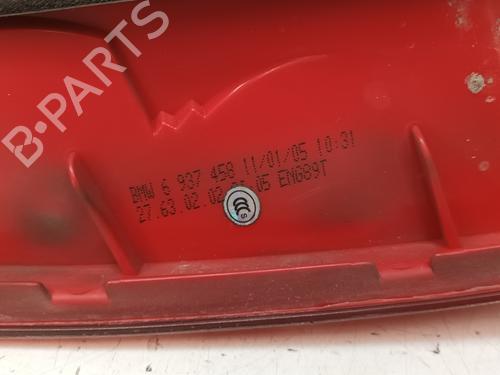 BMW 6 937 458 11/01/05 10:31
27.63.02.02 05 ENG89T
S
B-PARTS